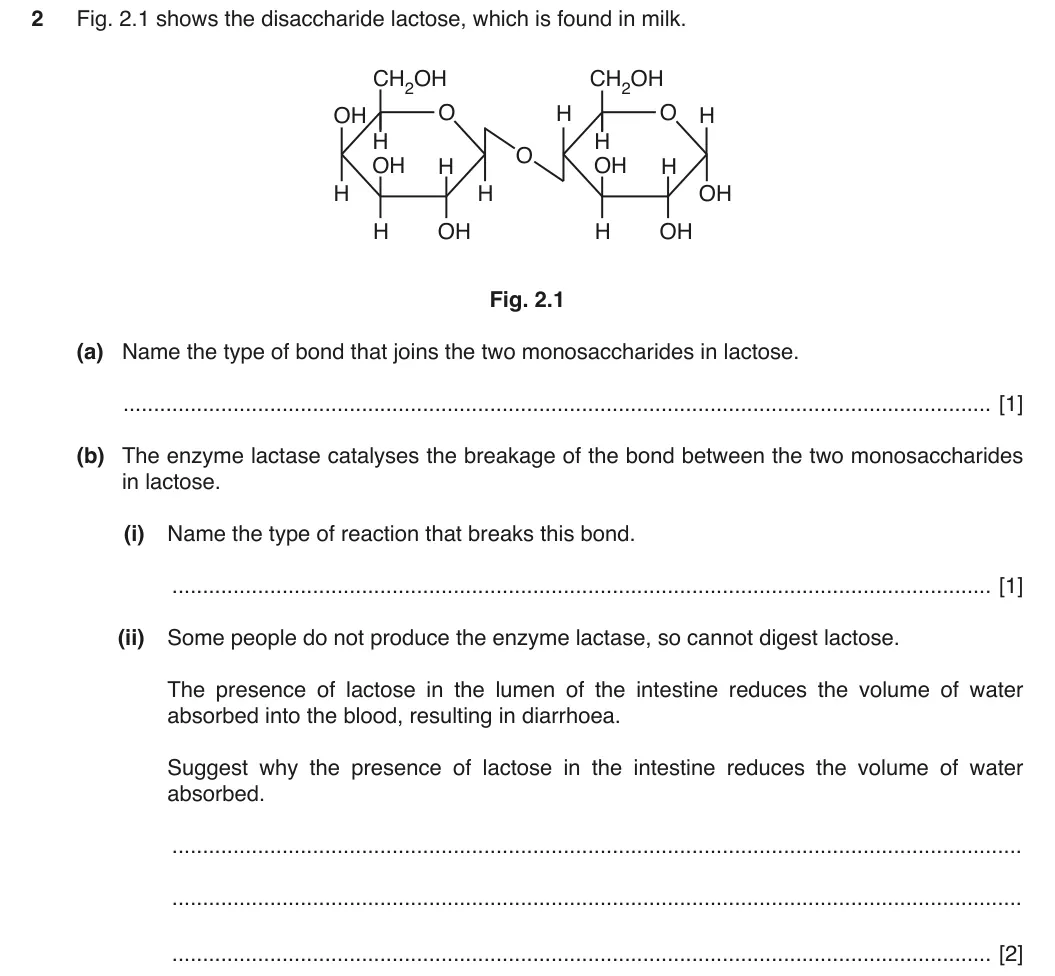 2 Fig. 2.1 shows the disaccharide lactose, which is found in milk.
CH2OH CH2OH
OH O H O H
H H
OH H O OH H
H H OH
H OH H OH
Fig. 2.1
(a) Name the type of bond that joins the two monosaccharides in lactose.
.............................................................................................................................................. [1]
(b) The enzyme lactase catalyses the breakage of the bond between the two monosaccharides
in lactose.
(i) Name the type of reaction that breaks this bond.
...................................................................................................................................... [1]
(ii) Some people do not produce the enzyme lactase, so cannot digest lactose.
The presence of lactose in the lumen of the intestine reduces the volume of water
absorbed into the blood, resulting in diarrhoea.
Suggest why the presence of lactose in the intestine reduces the volume of water
absorbed.
...........................................................................................................................................
...........................................................................................................................................
...................................................................................................................................... [2]